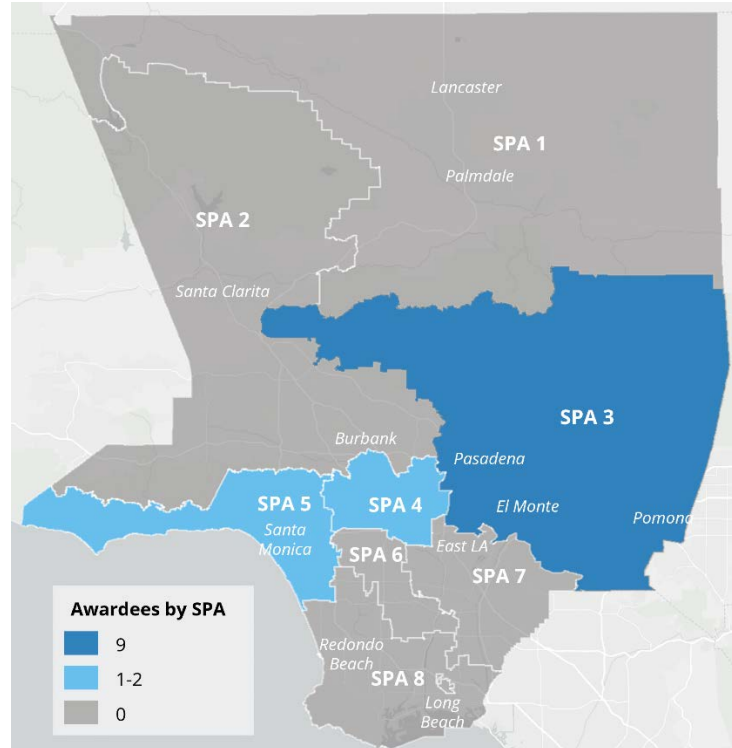 Lancaster
SPA 1
Palmdale
SPA 2
Santa Clarita
SPA 3
Burbank
Pasadena
SPA 5
SPA 4
El Monte
Pomona
Santa
Monica
East LA
SPA 6
SPA 7
Awardees by SPA
9
1-2
0
Redondo
Beach
SPA 8
Long
Beach